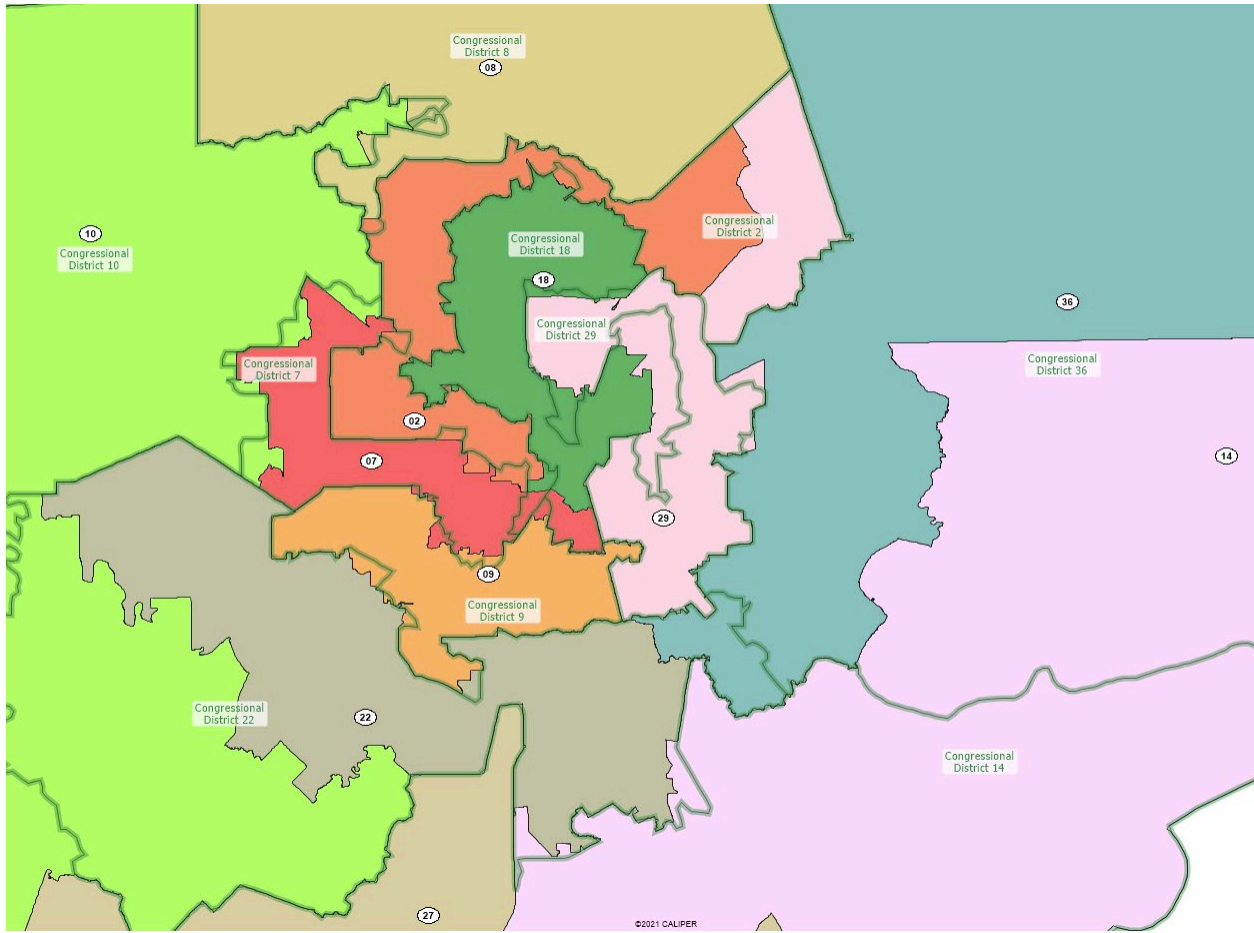 Congressional
District 8
08
10
Congressional
District 10
Congressional
District 2
Congressional
District 18
18
36
Congressional
District 29
Congressional
District 36
Congressional
District 7
02
07
14
29
09
Congressional
District 9
Congressional
District 22
22
Congressional
District 14
27
©2021 CALIPER